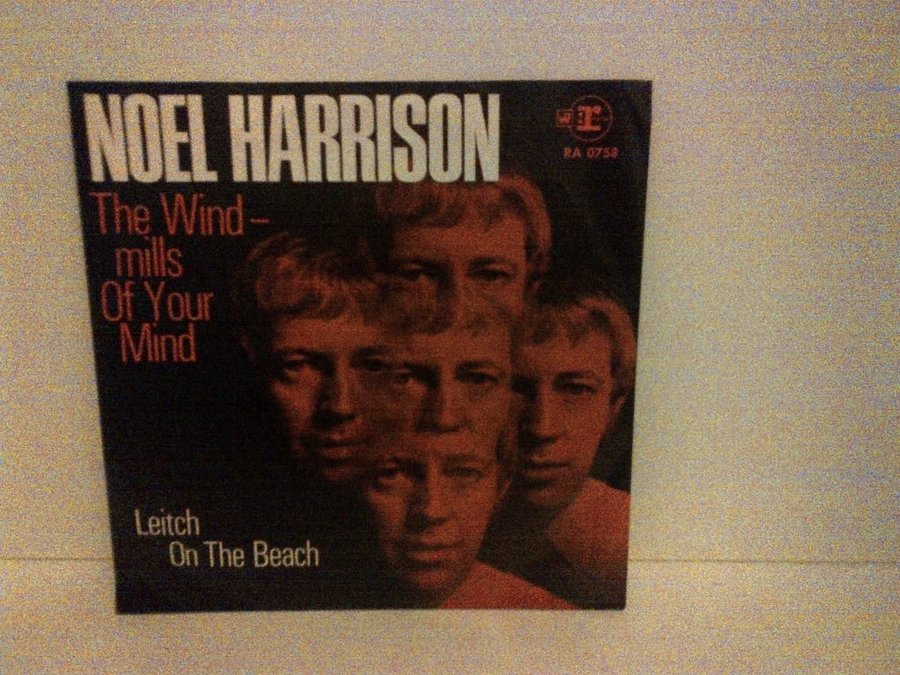 NOEL HARRISON
The Wind-
mills
Of Your
Mind
W r:
RA 0758
Leitch
On The Beach